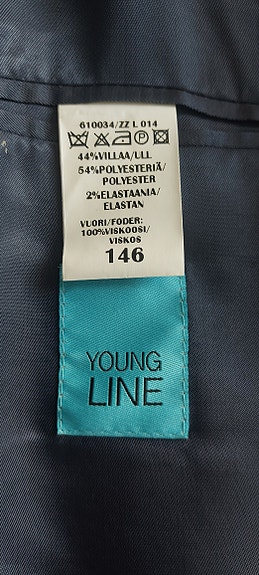 610034/ZZ L 014
44%VILLAA/ULL
54%POLYESTERIÄ/
POLYESTER
2%ELASTAANIA/
ELASTAN
VUORI/FODER:
100%VISKOOSI/
VISKOS
146
YOUNG
LINE